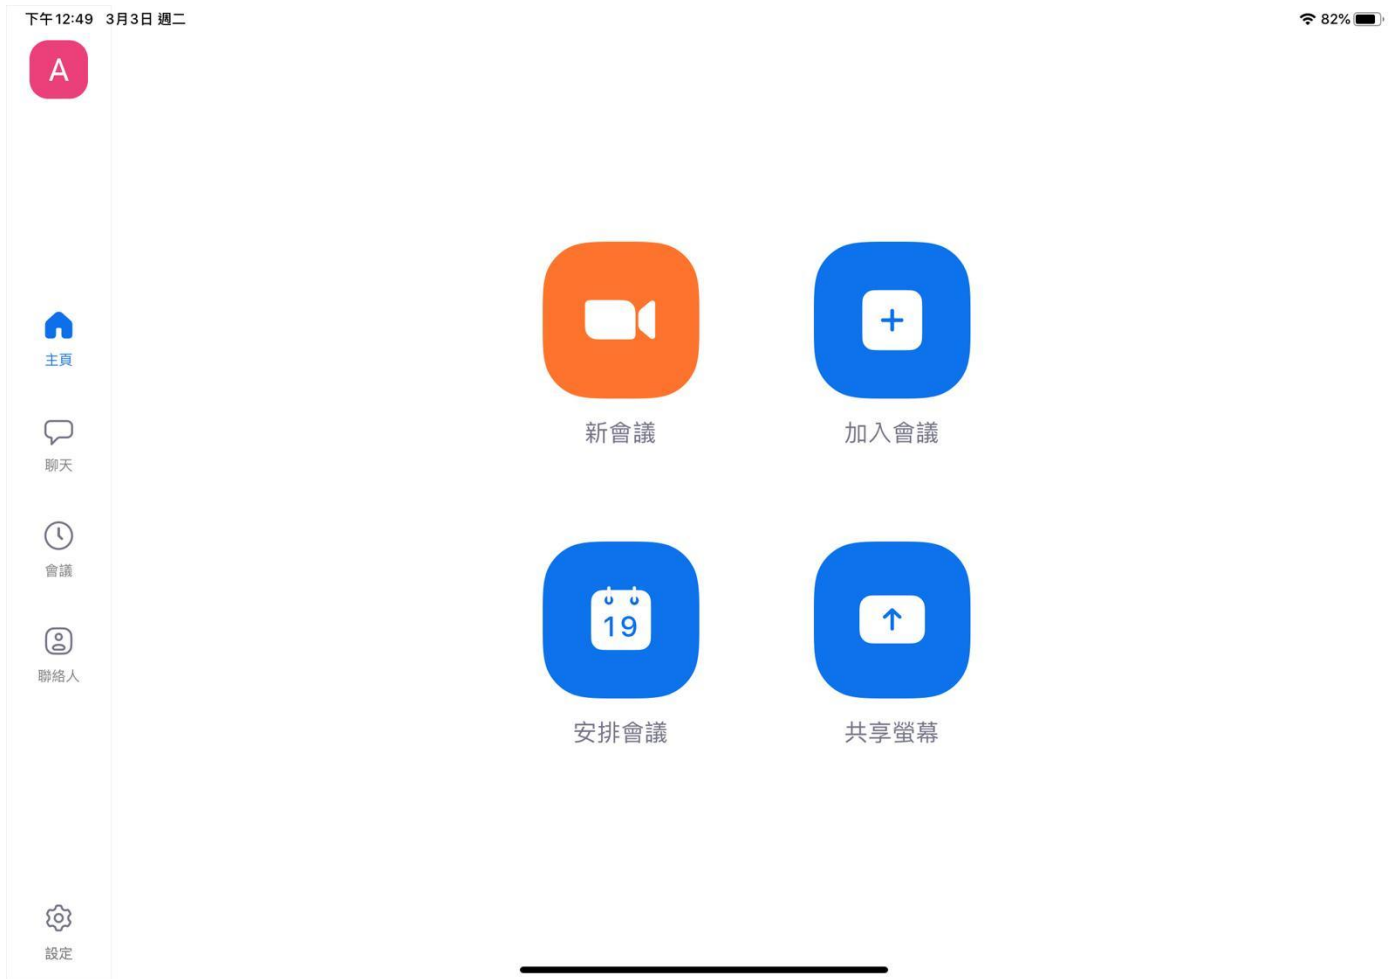 下午12:49 3月3日 週二
82%
A
主頁
聊天
會議
聯絡人
設定
新會議
加入會議
19
安排會議
共享螢幕